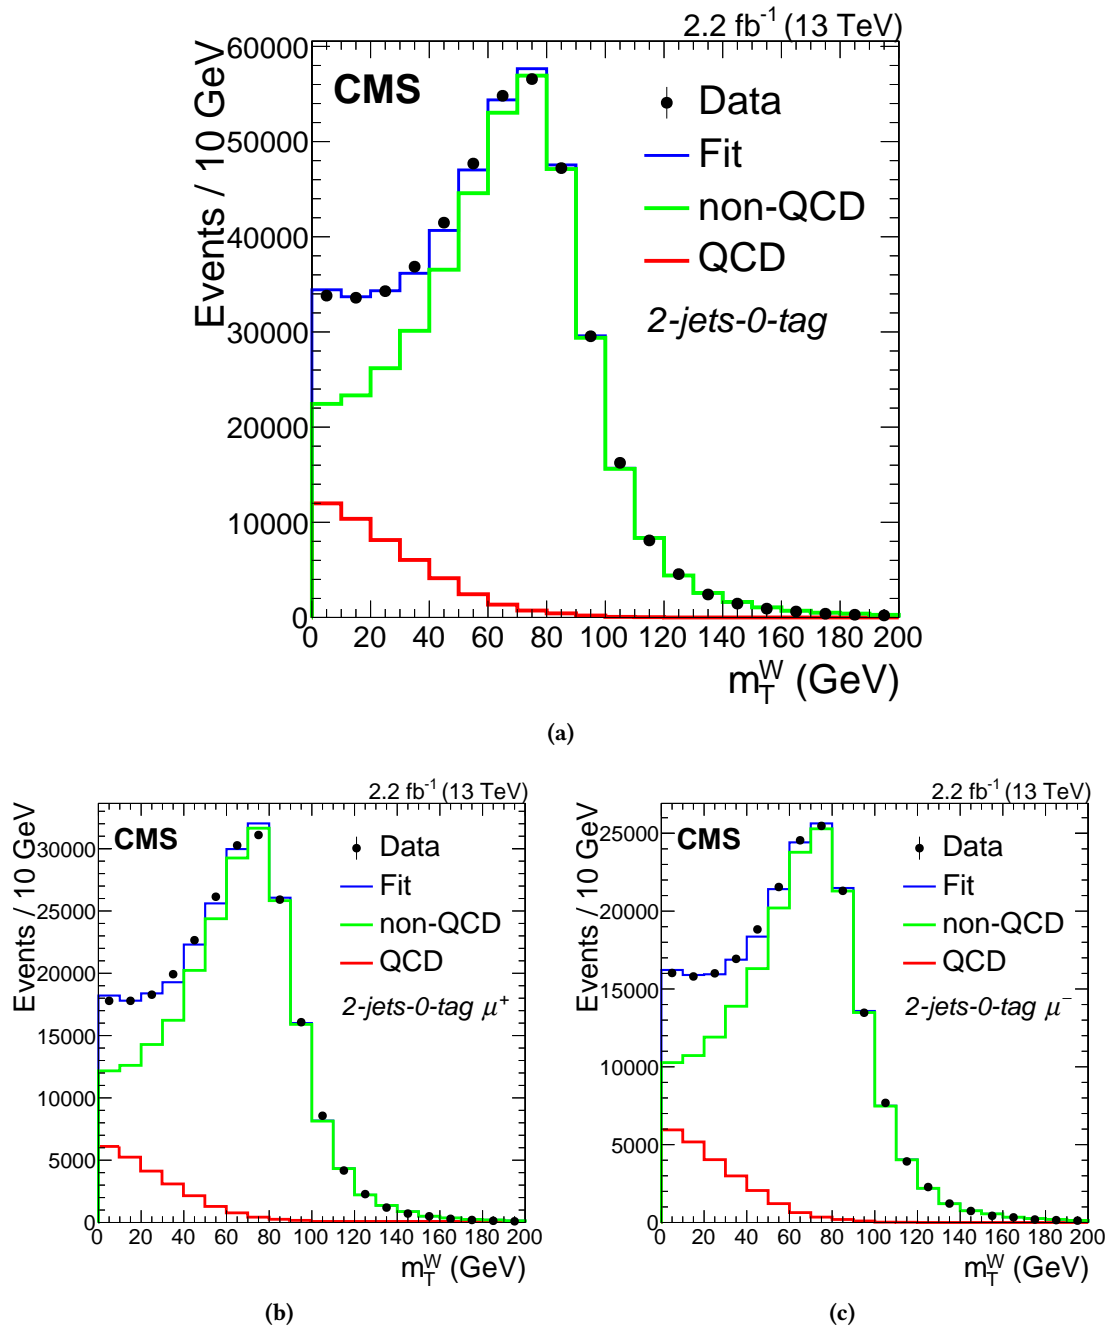 2.2 fb⁻¹ (13 TeV)
CMS
Data
Fit
non-QCD
QCD
2-jets-0-tag
Events / 10 GeV
60000
50000
40000
30000
20000
10000
0
0 20 40 60 80 100 120 140 160 180 200
m_T^W (GeV)
(a)
2.2 fb⁻¹ (13 TeV)
CMS
Data
Fit
non-QCD
QCD
2-jets-0-tag μ⁺
Events / 10 GeV
30000
25000
20000
15000
10000
5000
0
0 20 40 60 80 100 120 140 160 180 200
m_T^W (GeV)
(b)
2.2 fb⁻¹ (13 TeV)
CMS
Data
Fit
non-QCD
QCD
2-jets-0-tag μ⁻
Events / 10 GeV
25000
20000
15000
10000
5000
0
0 20 40 60 80 100 120 140 160 180 200
m_T^W (GeV)
(c)